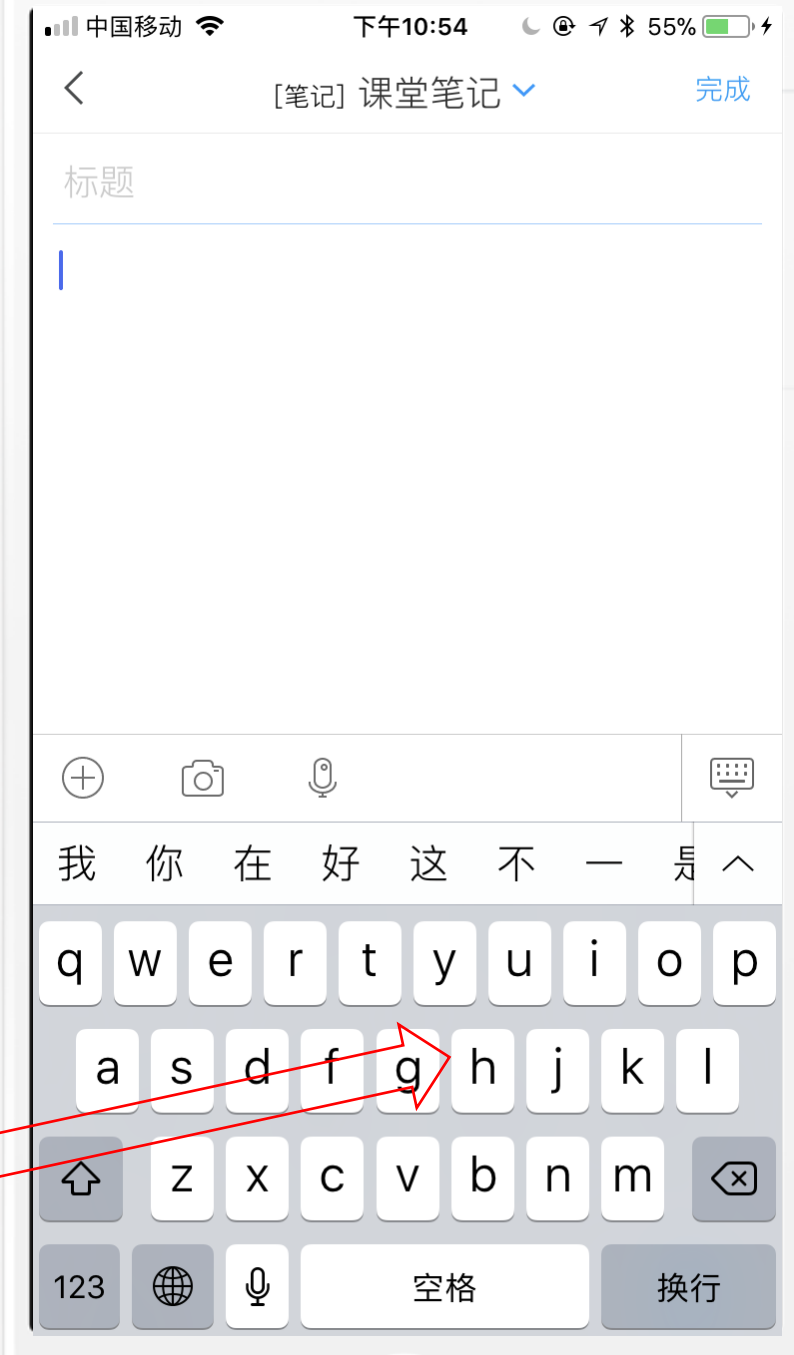 中国移动 下午10:54 55%
[笔记] 课堂笔记 完成
标题
我 你 在 好 这 不 一 是
q w e r t y u i o p
a s d f g h j k l
z x c v b n m
123 空格 换行